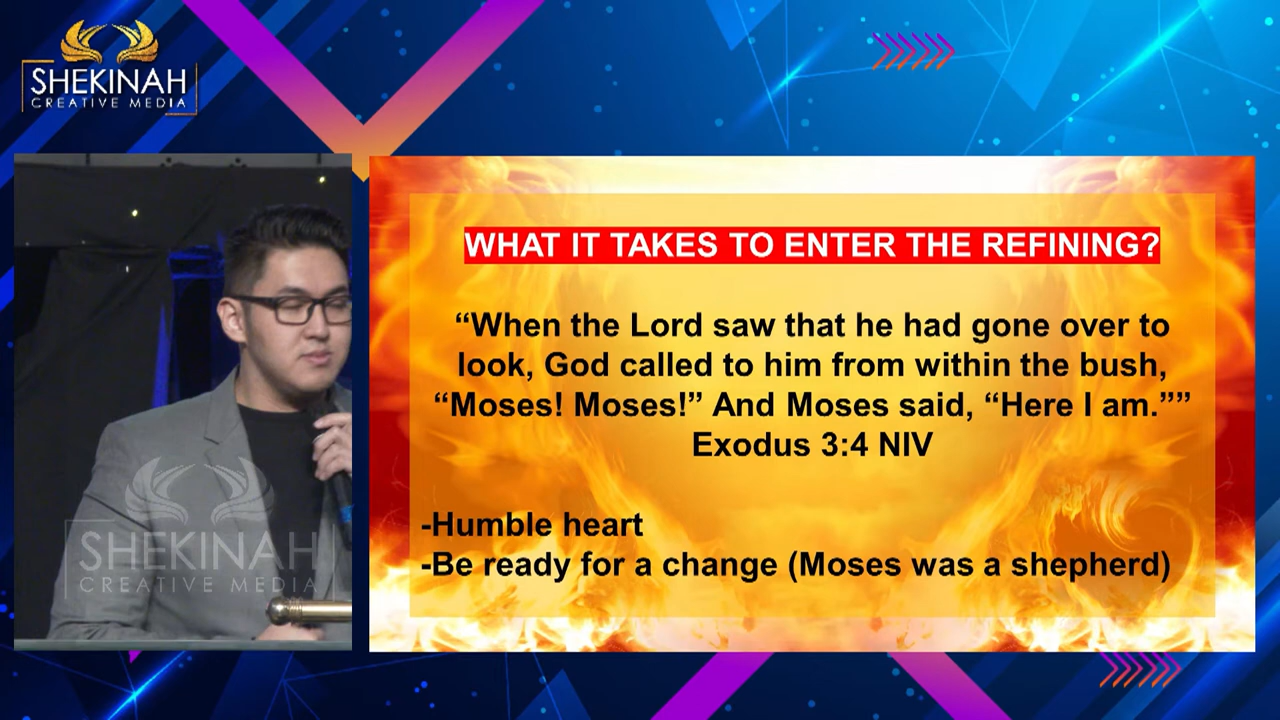 SHEKINAH
CREATIVE MEDIA
WHAT IT TAKES TO ENTER THE REFINING?
“When the Lord saw that he had gone over to
look, God called to him from within the bush,
“Moses! Moses!” And Moses said, “Here I am.””
Exodus 3:4 NIV
-Humble heart
-Be ready for a change (Moses was a shepherd)
SHEKINAH
CREATIVE MEDIA